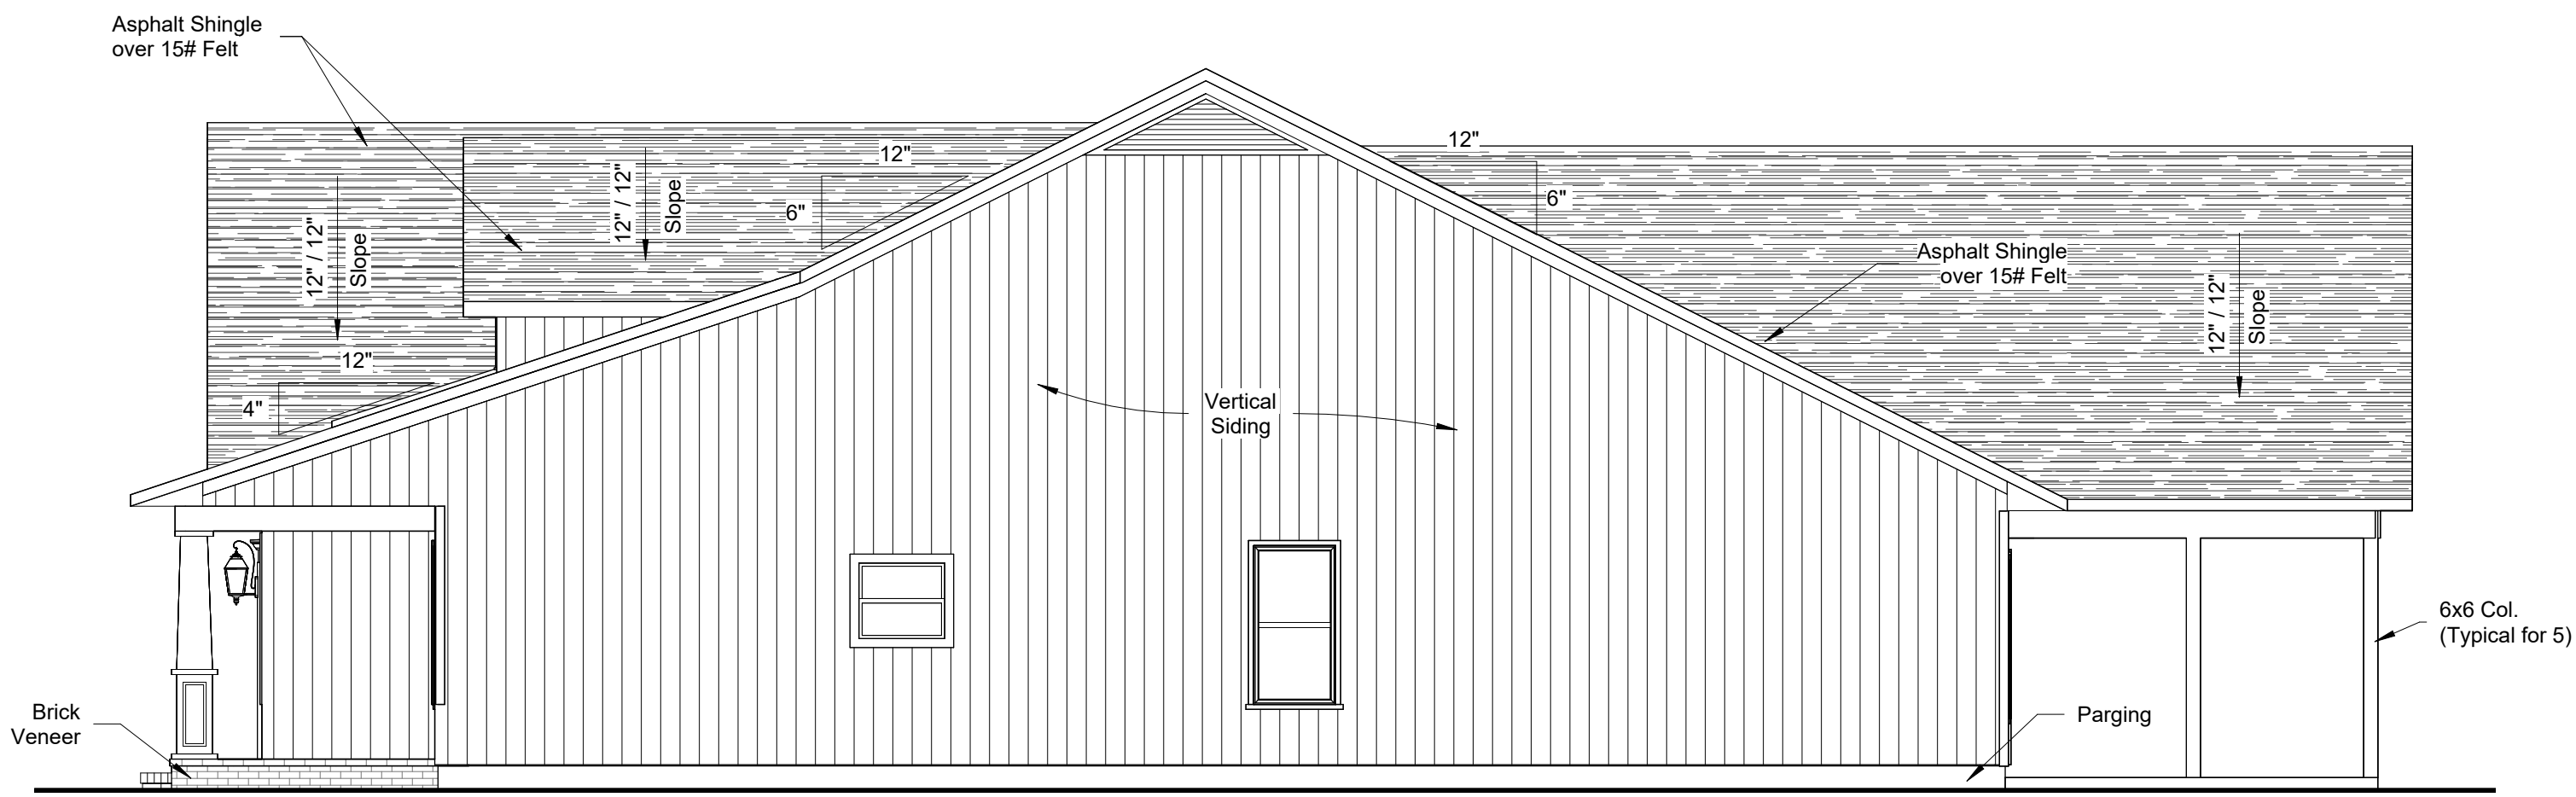 Asphalt Shingle
over 15# Felt
12"
12"
12" / 12"
Slope
6"
6"
12" / 12"
Slope
Asphalt Shingle
over 15# Felt
12" / 12"
Slope
12"
4"
Vertical
Siding
6x6 Col.
(Typical for 5)
Brick
Veneer
Parging